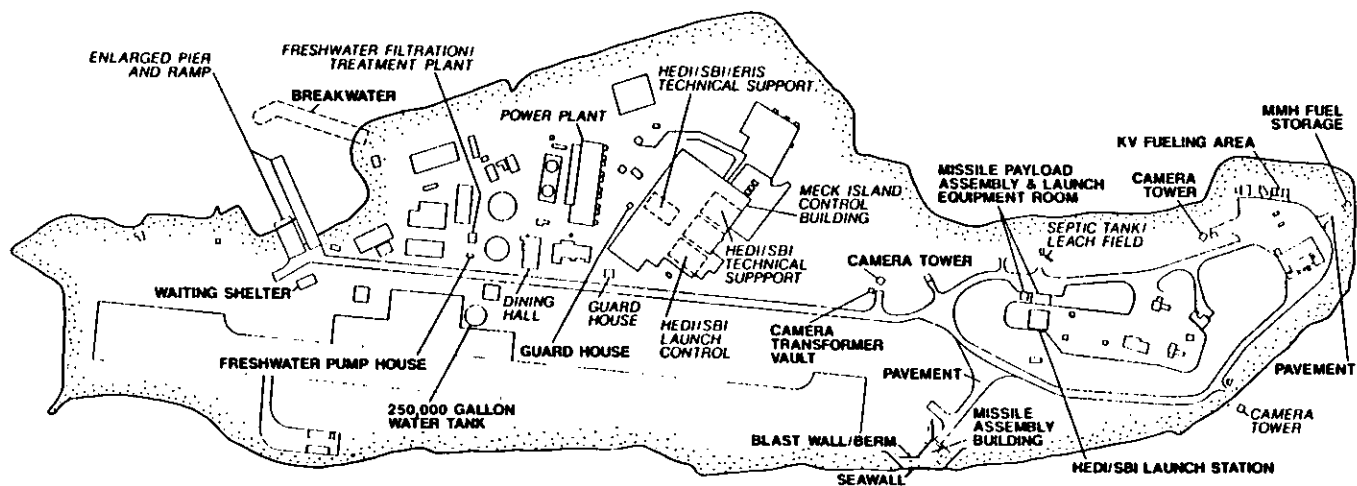 ENLARGED PIER
AND RAMP
FRESHWATER FILTRATION/
TREATMENT PLANT
BREAKWATER
HEDI/SBI/ERIS
TECHNICAL SUPPORT
POWER PLANT
MMH FUEL
STORAGE
KV FUELING AREA
MISSILE PAYLOAD
ASSEMBLY & LAUNCH
EQUIPMENT ROOM
CAMERA
TOWER
MECK ISLAND
CONTROL
BUILDING
SEPTIC TANK/
LEACH FIELD
HEDI/SBI
TECHNICAL
SUPPPORT
CAMERA TOWER
WAITING SHELTER
DINING
HALL
GUARD
HOUSE
HEDI/SBI
LAUNCH
CONTROL
CAMERA
TRANSFORMER
VAULT
FRESHWATER PUMP HOUSE
GUARD HOUSE
PAVEMENT
PAVEMENT
250,000 GALLON
WATER TANK
MISSILE
ASSEMBLY
BUILDING
CAMERA
TOWER
BLAST WALL/BERM
SEAWALL
HEDI/SBI LAUNCH STATION